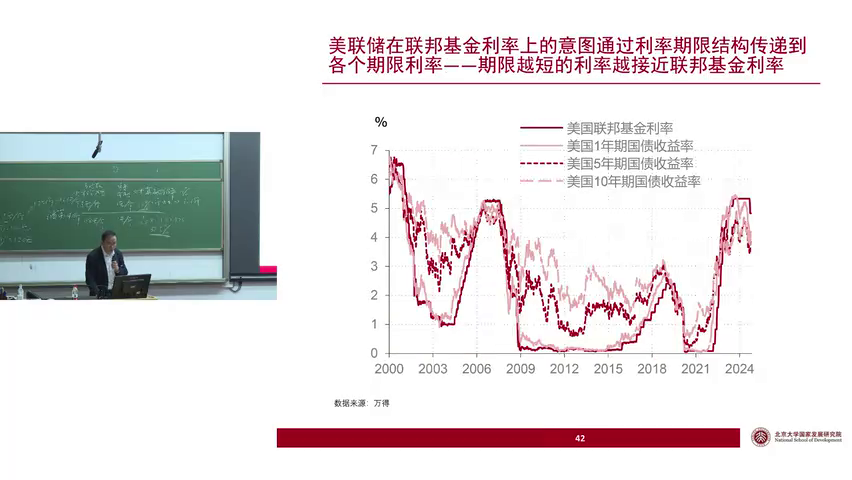 美联储在联邦基金利率上的意图通过利率期限结构传递到
各个期限利率——期限越短的利率越接近联邦基金利率
%
美国联邦基金利率
美国1年期国债收益率
美国5年期国债收益率
美国10年期国债收益率
7
6
5
4
3
2
1
0
2000 2003 2006 2009 2012 2015 2018 2021 2024
数据来源：万得
42
北京大学国家发展研究院
National School of Development